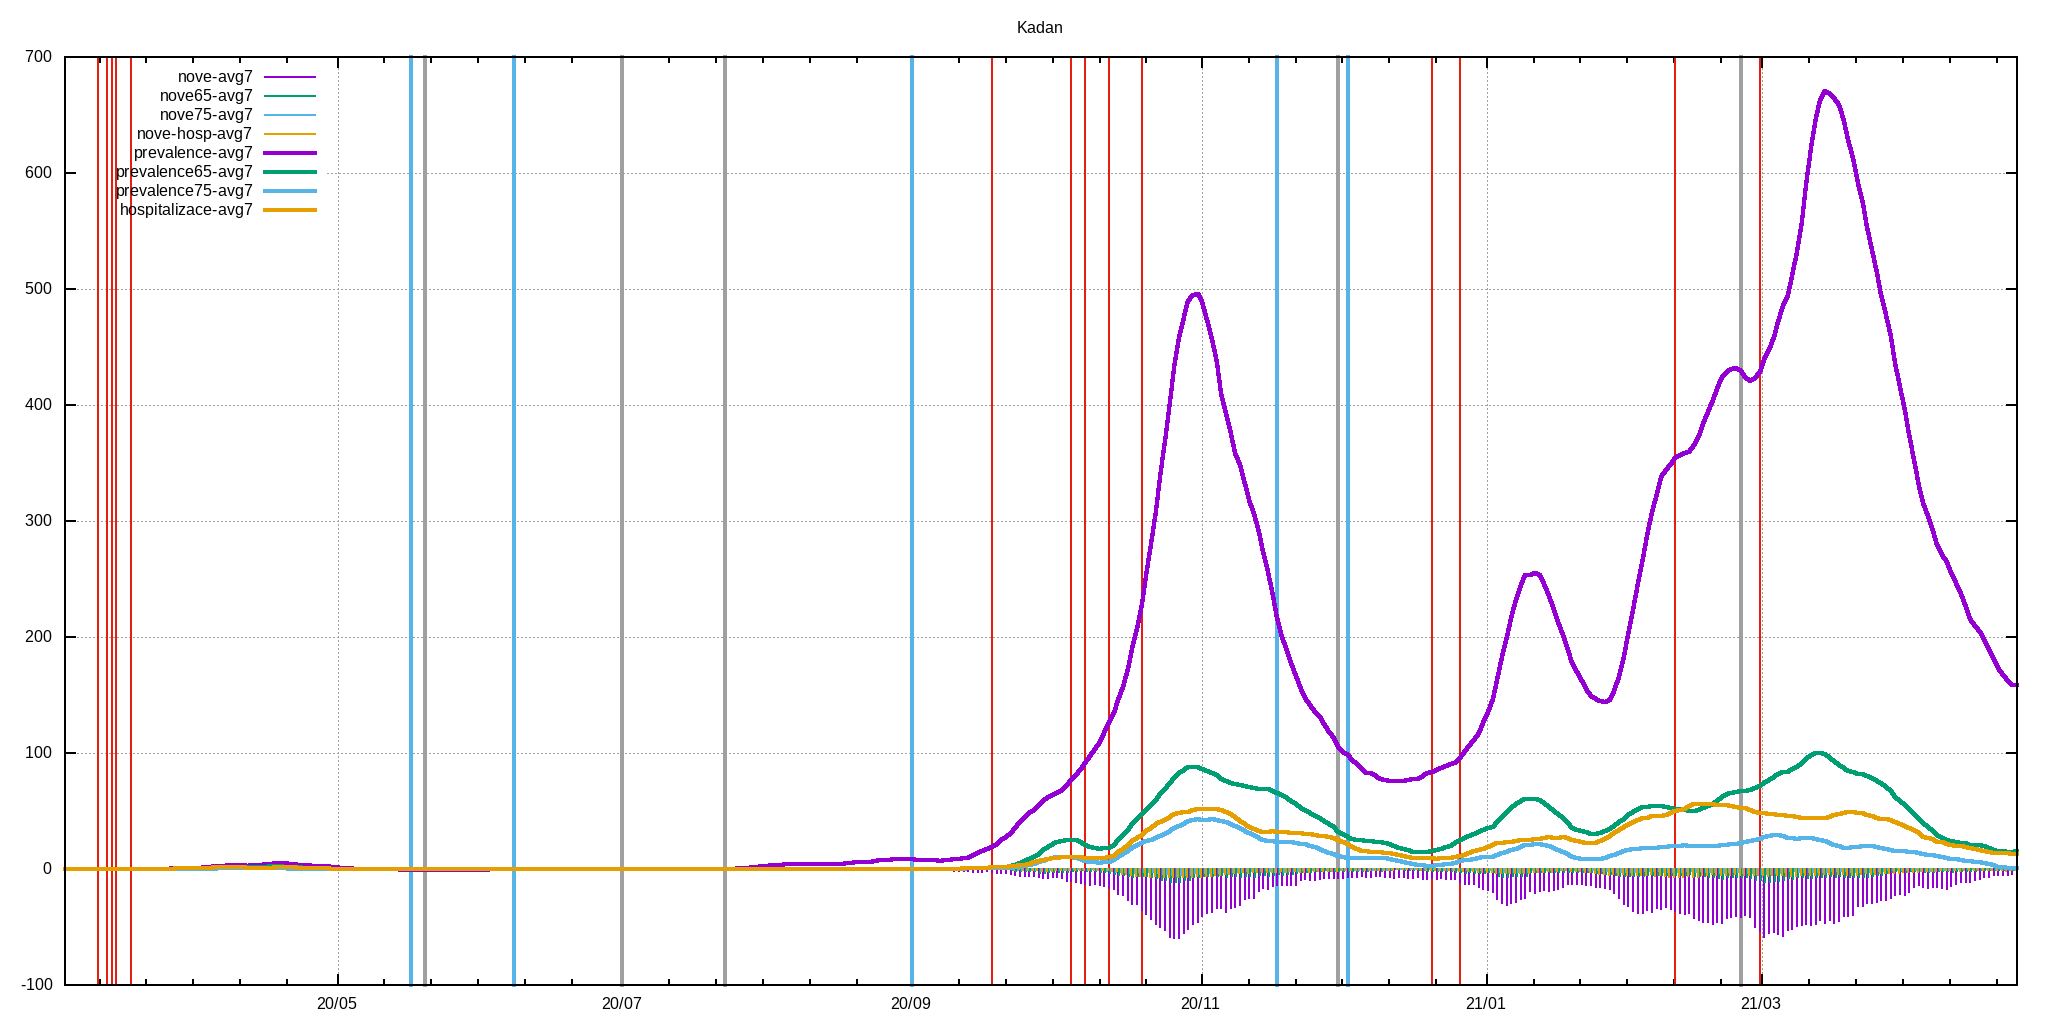 Kadan
700
600
500
400
300
200
100
0
-100
nove-avg7
nove65-avg7
nove75-avg7
nove-hosp-avg7
prevalence-avg7
prevalence65-avg7
prevalence75-avg7
hospitalizace-avg7
20/05 20/07 20/09 20/11 21/01 21/03